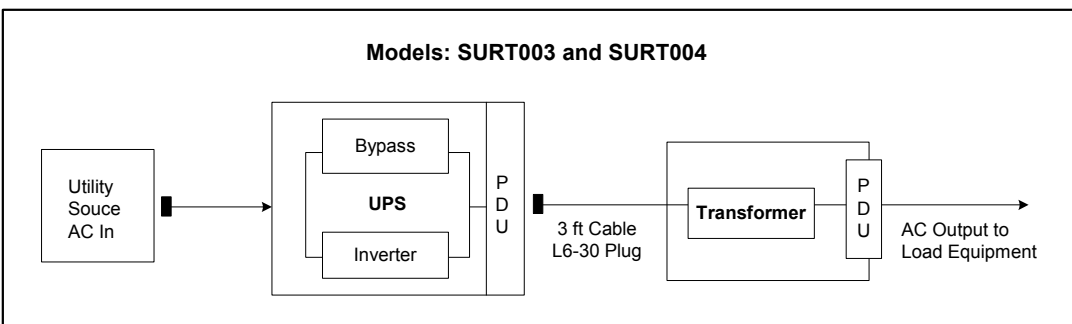 Models: SURT003 and SURT004
Utility
Souce
AC In
Bypass
UPS
Inverter
P
D
U
3 ft Cable
L6-30 Plug
Transformer
P
D
U
AC Output to
Load Equipment